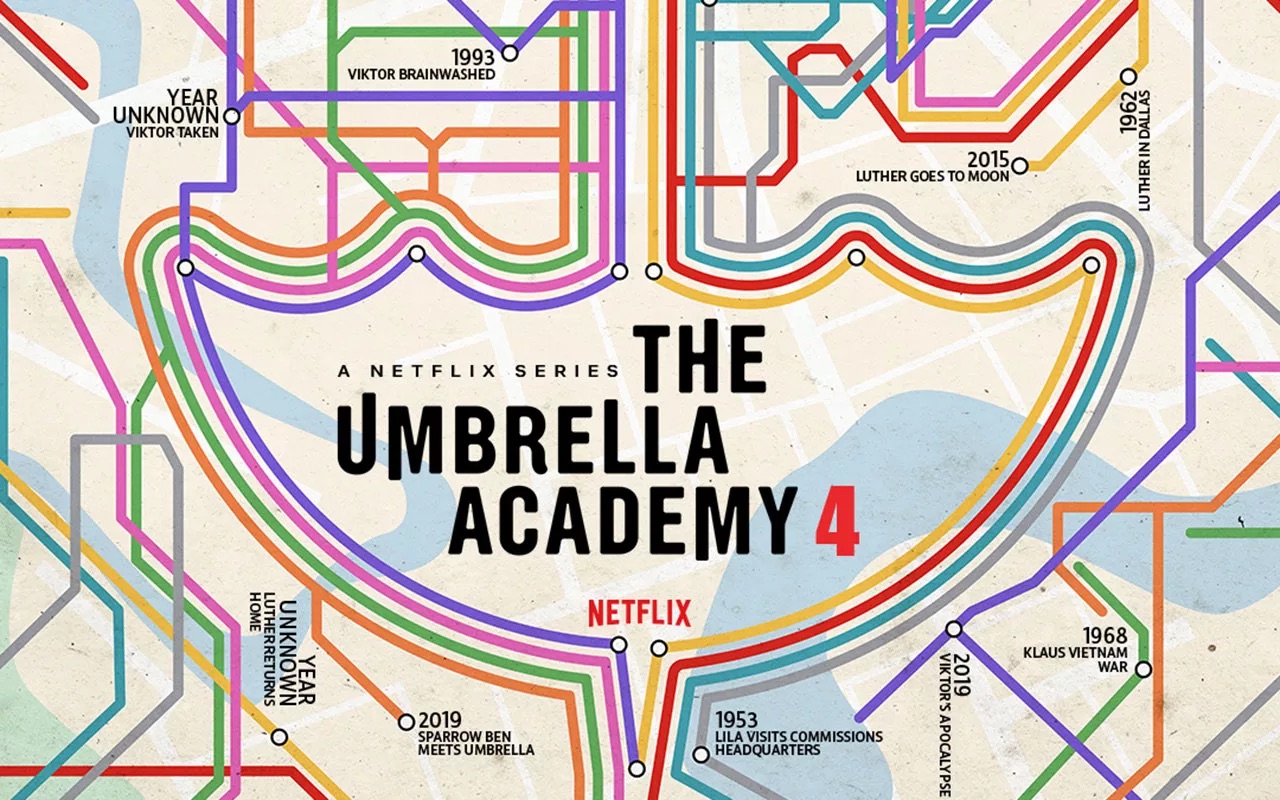 1993
VIKTOR BRAINWASHED
YEAR
UNKNOWN
VIKTOR TAKEN
1962
LUTHER IN DALLAS
2015
LUTHER GOES TO MOON
A NETFLIX SERIES
THE
UMBRELLA
ACADEMY 4
NETFLIX
YEAR
UNKNOWN
LUTHER RETURNS
HOME
2019
SPARROW BEN
MEETS UMBRELLA
1953
LILA VISITS COMMISSIONS
HEADQUARTERS
2019
VIKTOR'S APOCALYPSE
1968
KLAUS VIETNAM
WAR